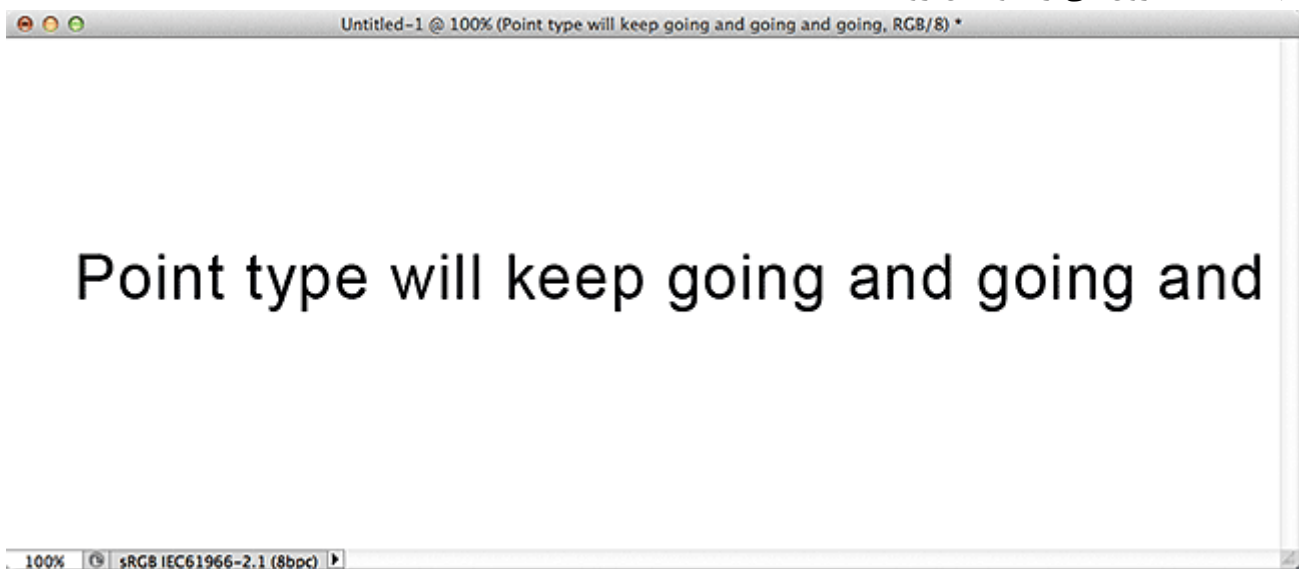 Untitled-1 @ 100% (Point type will keep going and going and going, RGB/8) *
Point type will keep going and going and
100% sRGB IEC61966-2.1 (8bpc)